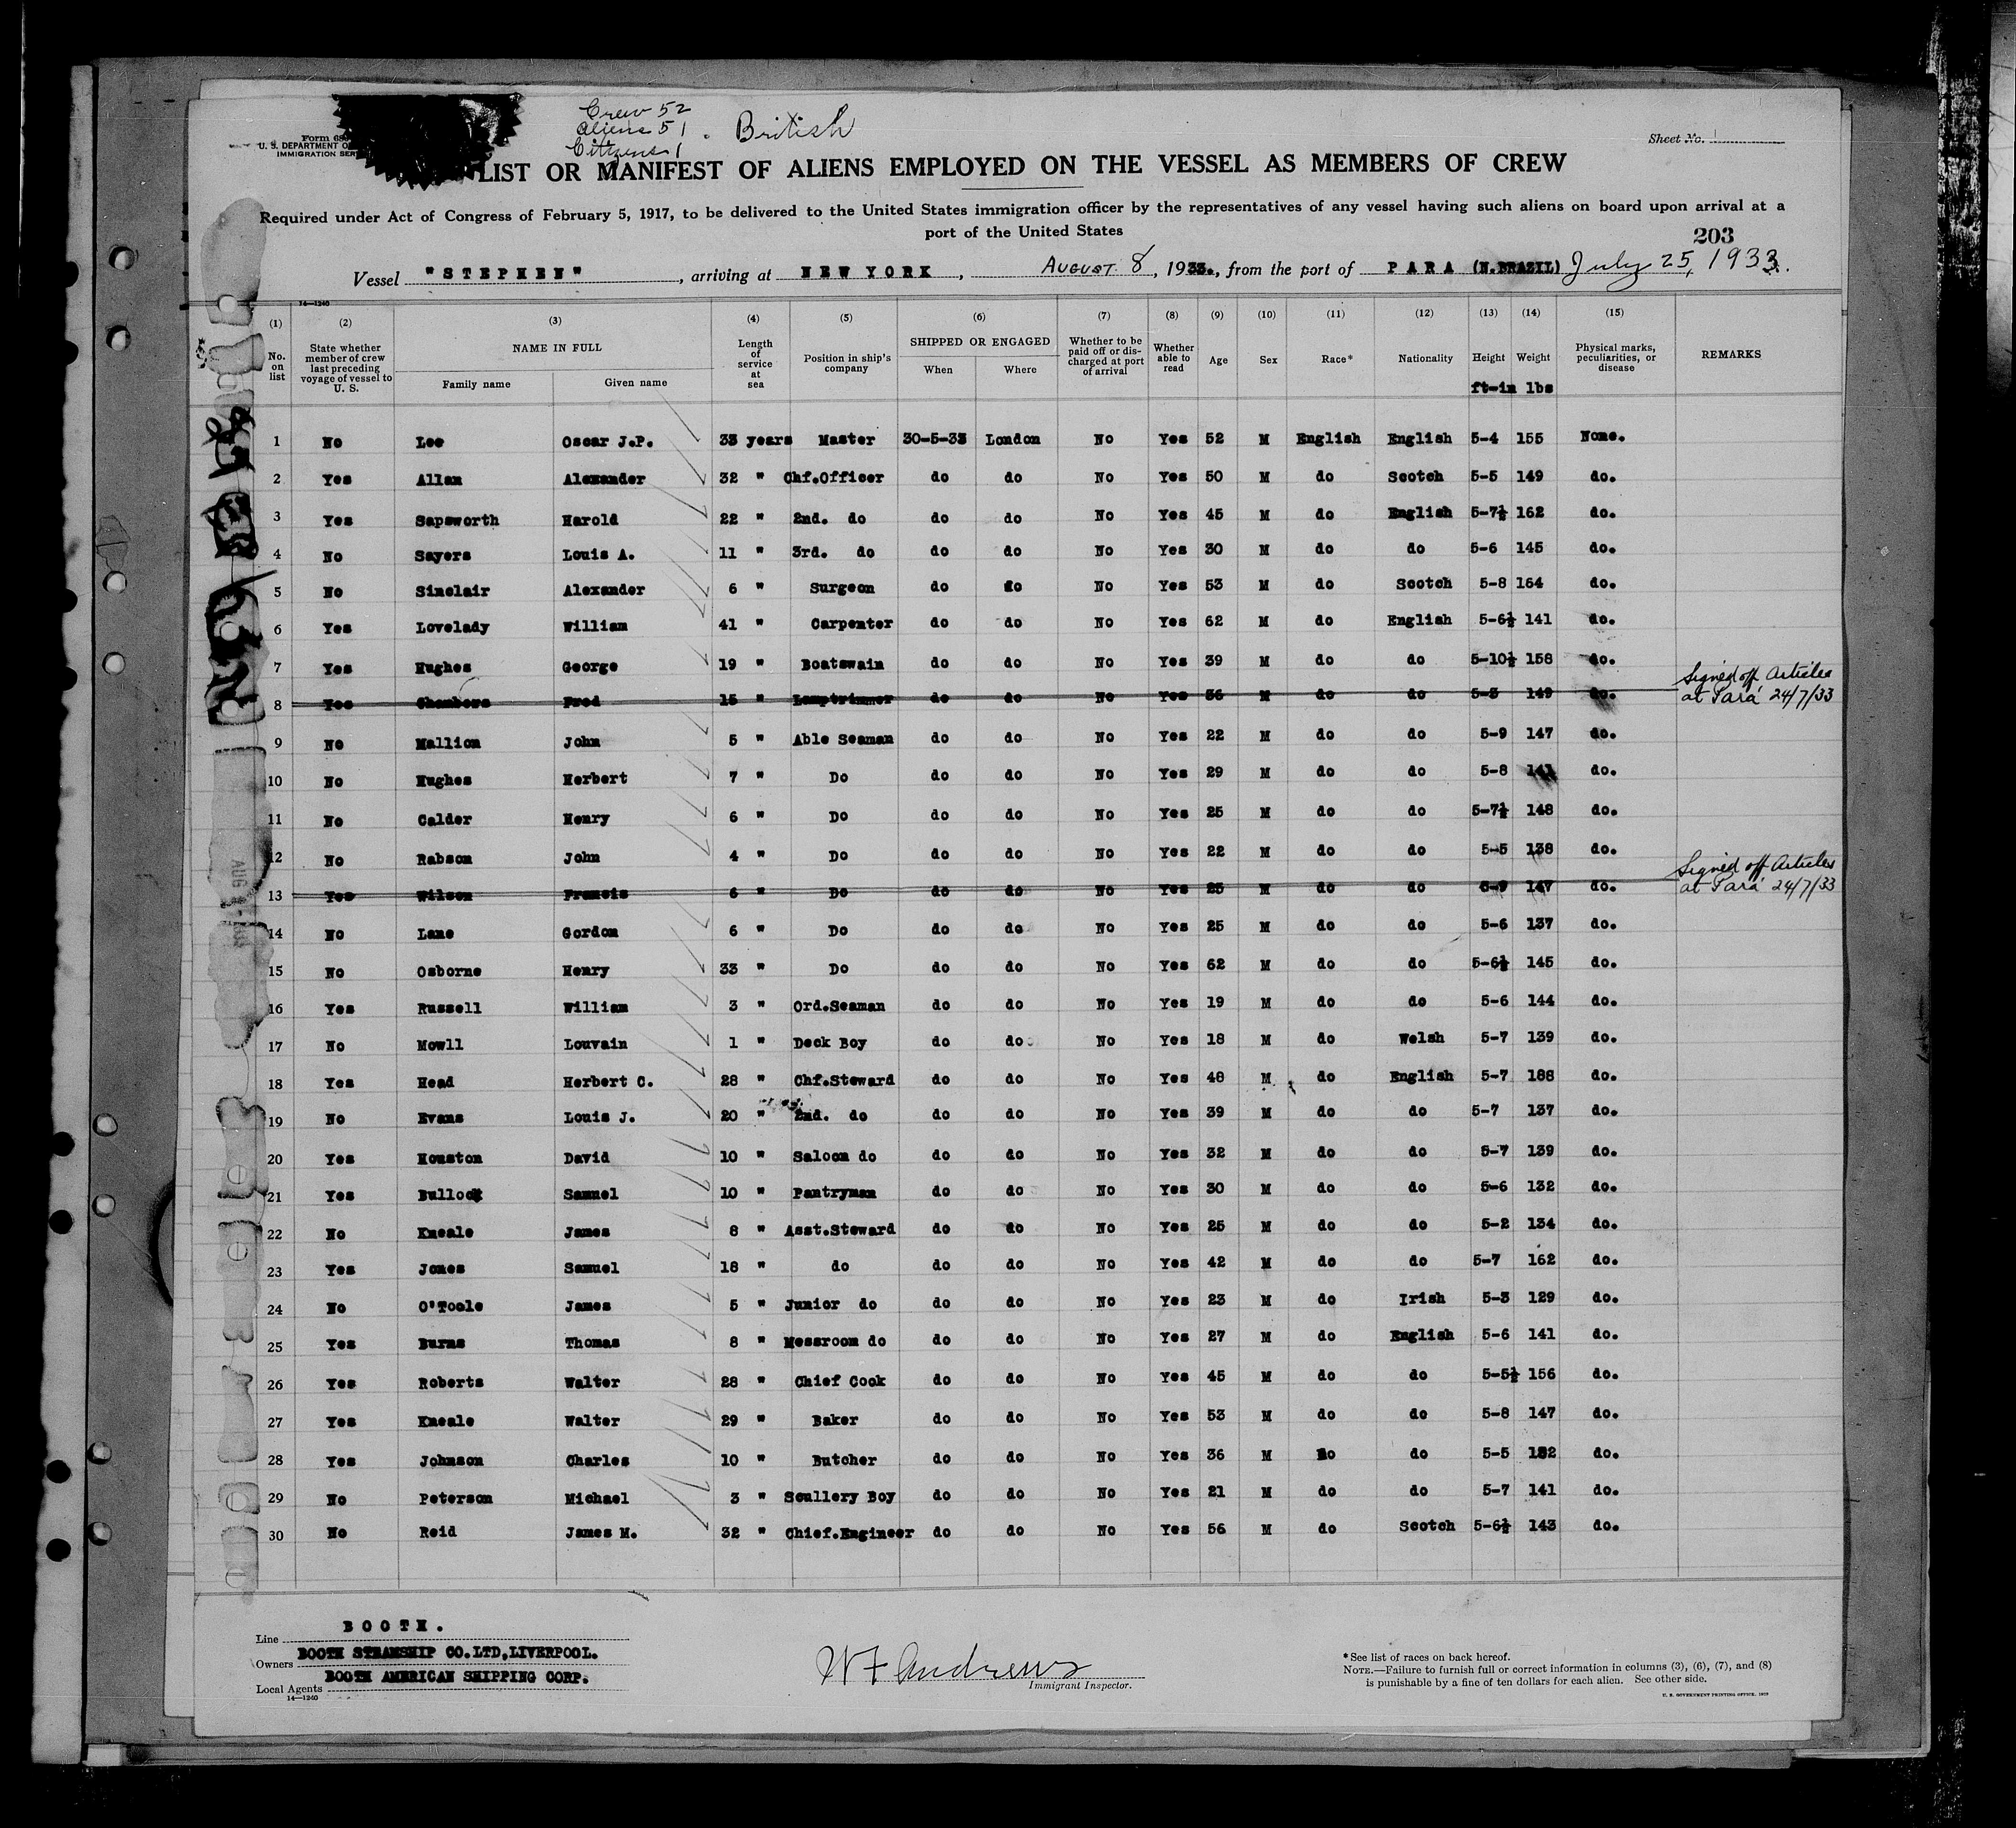 Crew 52
Aliens 51 . British
Citizens 1
Form 68
U. S. DEPARTMENT O
IMMIGRATION SER
Sheet No. 1
LIST OR MANIFEST OF ALIENS EMPLOYED ON THE VESSEL AS MEMBERS OF CREW
Required under Act of Congress of February 5, 1917, to be delivered to the United States immigration officer by the representatives of any vessel having such aliens on board upon arrival at a
port of the United States
203
Vessel "STEPHEN", arriving at NEW YORK, AUGUST 8, 1933., from the port of PARA (N.BRAZIL) July 25, 1933.
14—1240
(1) (2) (3) (4) (5) (6) (7) (8) (9) (10) (11) (12) (13) (14) (15)
No. on list State whether member of crew last preceding voyage of vessel to U. S. NAME IN FULL Family name Given name Length of service at sea Position in ship's company SHIPPED OR ENGAGED When Where Whether to be paid off or discharged at port of arrival Whether able to read Age Sex Race* Nationality Height Weight Physical marks, peculiarities, or disease REMARKS
ft-in lbs
1 No Lee Oscar J.P. 33 years Master 30-5-33 London No Yes 52 M English English 5-4 155 None.
2 Yes Allan Alexander 32 " Chf.Officer do do No Yes 50 M do Scotch 5-5 149 do.
3 Yes Sapsworth Harold 22 " 2nd. do do do No Yes 45 M do English 5-7½ 162 do.
4 No Sayers Louis A. 11 " 3rd. do do do No Yes 30 M do do 5-6 145 do.
5 No Sinclair Alexander 6 " Surgeon do do No Yes 53 M do Scotch 5-8 164 do.
6 Yes Lovelady William 41 " Carpenter do do No Yes 62 M do English 5-6½ 141 do.
7 Yes Hughes George 19 " Boatswain do do No Yes 39 M do do 5-10½ 158 do.
8 Yes Chambers Fred 15 " Lamptrimmer do do No Yes 36 M do do 5-3 149 do. Signed off Articles at Pará 24/7/33
9 No Mallion John 5 " Able Seaman do do No Yes 22 M do do 5-9 147 do.
10 No Hughes Herbert 7 " Do do do No Yes 29 M do do 5-8 141 do.
11 No Calder Henry 6 " Do do do No Yes 25 M do do 5-7½ 148 do.
12 No Rabson John 4 " Do do do No Yes 22 M do do 5-5 138 do.
13 Yes Wilson Francis 6 " Do do do No Yes 25 M do do 5-9 147 do. Signed off Articles at Pará 24/7/33
14 No Lane Gordon 6 " Do do do No Yes 25 M do do 5-6 137 do.
15 No Osborne Henry 33 " Do do do No Yes 62 M do do 5-6½ 145 do.
16 Yes Russell William 3 " Ord.Seaman do do No Yes 19 M do do 5-6 144 do.
17 No Mowll Louvain 1 " Deck Boy do do No Yes 18 M do Welsh 5-7 139 do.
18 Yes Head Herbert C. 28 " Chf.Steward do do No Yes 48 M do English 5-7 188 do.
19 No Evans Louis J. 20 " 2nd. do do do No Yes 39 M do do 5-7 137 do.
20 Yes Houston David 10 " Saloon do do do No Yes 32 M do do 5-7 139 do.
21 Yes Bullock Samuel 10 " Pantryman do do No Yes 30 M do do 5-6 132 do.
22 No Kneale James 8 " Asst.Steward do do No Yes 25 M do do 5-2 134 do.
23 Yes Jones Samuel 18 " do do do No Yes 42 M do do 5-7 162 do.
24 No O'Toole James 5 " Junior do do do No Yes 23 M do Irish 5-3 129 do.
25 Yes Burns Thomas 8 " Messroom do do do No Yes 27 M do English 5-6 141 do.
26 Yes Roberts Walter 28 " Chief Cook do do No Yes 45 M do do 5-5½ 156 do.
27 Yes Kneale Walter 29 " Baker do do No Yes 53 M do do 5-8 147 do.
28 Yes Johnson Charles 10 " Butcher do do No Yes 36 M do do 5-5 132 do.
29 No Peterson Michael 3 " Scullery Boy do do No Yes 21 M do do 5-7 141 do.
30 No Reid James M. 32 " Chief.Engineer do do No Yes 56 M do Scotch 5-6½ 143 do.
Line BOOTH.
Owners BOOTH STEAMSHIP CO.LTD,LIVERPOOL.
Local Agents BOOTH AMERICAN SHIPPING CORP.
14—1240
W F Andrews
Immigrant Inspector.
*See list of races on back hereof.
NOTE.—Failure to furnish full or correct information in columns (3), (6), (7), and (8)
is punishable by a fine of ten dollars for each alien. See other side.
U. S. GOVERNMENT PRINTING OFFICE. 1929